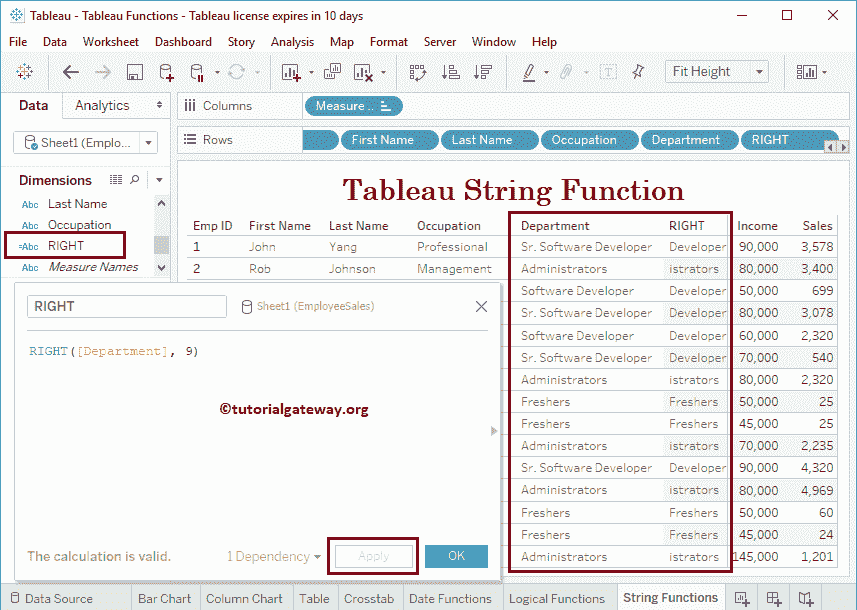 Tableau - Tableau Functions - Tableau license expires in 10 days
File Data Worksheet Dashboard Story Analysis Map Format Server Window Help
Fit Height
Data Analytics
Columns
Measure ..
Sheet1 (Emplo...
Rows
First Name Last Name Occupation Department RIGHT
Dimensions
Abc Last Name
Abc Occupation
=Abc RIGHT
Abc Measure Names
Tableau String Function
Emp ID First Name Last Name Occupation Department RIGHT Income Sales
1 John Yang Professional Sr. Software Developer Developer 90,000 3,578
2 Rob Johnson Management Administrators istrators 80,000 3,400
Software Developer Developer 50,000 699
Sr. Software Developer Developer 80,000 3,078
Software Developer Developer 60,000 2,320
Sr. Software Developer Developer 70,000 540
Administrators istrators 80,000 2,320
Freshers Freshers 50,000 25
Freshers Freshers 45,000 25
Administrators istrators 70,000 2,235
Sr. Software Developer Developer 90,000 4,320
Administrators istrators 80,000 4,969
Freshers Freshers 50,000 60
Freshers Freshers 45,000 24
Administrators istrators 145,000 1,201
RIGHT
Sheet1 (EmployeeSales)
RIGHT([Department], 9)
©tutorialgateway.org
The calculation is valid.
1 Dependency
Apply
OK
Data Source Bar Chart Column Chart Table Crosstab Date Functions Logical Functions String Functions